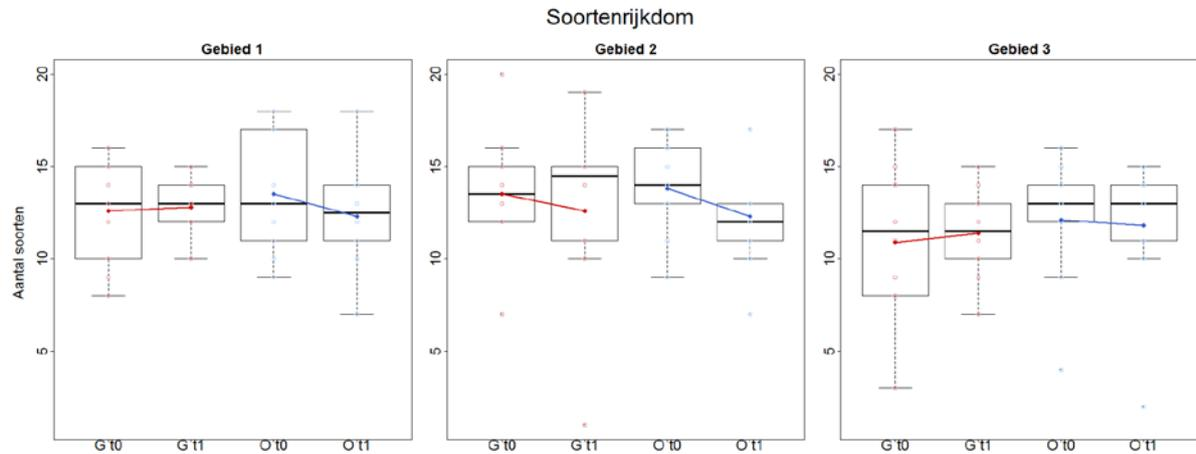 Soortenrijkdom
Gebied 1
Gebied 2
Gebied 3
Aantal soorten
20
15
10
5
G t0
G t1
O t0
O t1
20
15
10
5
G t0
G t1
O t0
O t1
20
15
10
5
G t0
G t1
O t0
O t1